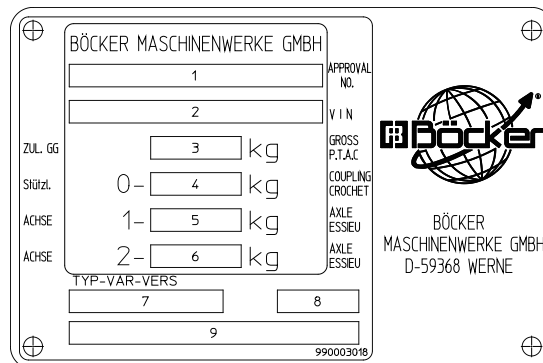 BÖCKER MASCHINENWERKE GMBH
1 APPROVAL NO.
2 V I N
ZUL. GG 3 kg GROSS P.T.A.C
Stützl. 0- 4 kg COUPLING CROCHET
ACHSE 1- 5 kg AXLE ESSIEU
ACHSE 2- 6 kg AXLE ESSIEU
TYP-VAR-VERS
7 8
9
990003018
Böcker®
BÖCKER
MASCHINENWERKE GMBH
D-59368 WERNE